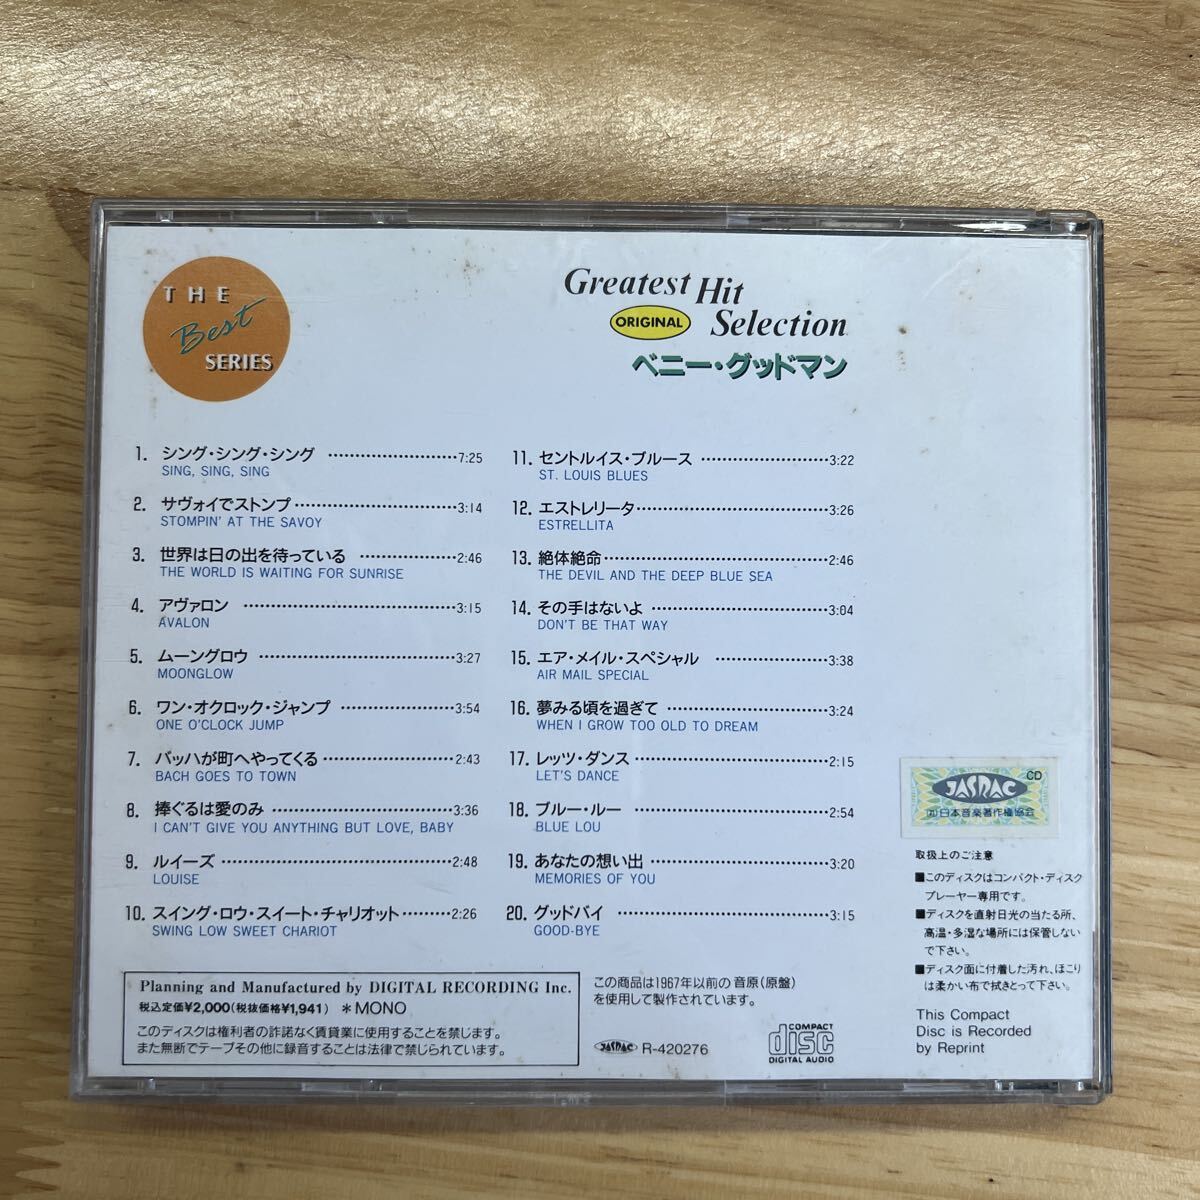 THE
Best
SERIES
Greatest Hit
ORIGINAL Selection
ベニー・グッドマン
1. シング・シング・シング ……………………7:25
SING, SING, SING
2. サヴォイでストンプ……………………3:14
STOMPIN' AT THE SAVOY
3. 世界は日の出を待っている ……………2:46
THE WORLD IS WAITING FOR SUNRISE
4. アヴァロン ……………………………3:15
AVALON
5. ムーングロウ …………………………3:27
MOONGLOW
6. ワン・オクロック・ジャンプ ………………3:54
ONE O'CLOCK JUMP
7. バッハが町へやってくる …………………2:43
BACH GOES TO TOWN
8.捧ぐるは愛のみ …………………………3:36
I CAN'T GIVE YOU ANYTHING BUT LOVE, BABY
9. ルイーズ ………………………………2:48
LOUISE
10. スイング・ロウ・スイート・チャリオット………2:26
SWING LOW SWEET CHARIOT
11. セントルイス・ブルース …………………3:22
ST. LOUIS BLUES
12. エストレリータ……………………………3:26
ESTRELLITA
13. 絶体絶命…………………………………2:46
THE DEVIL AND THE DEEP BLUE SEA
14. その手はないよ …………………………3:04
DON'T BE THAT WAY
15. エア・メイル・スペシャル ………………3:38
AIR MAIL SPECIAL
16. 夢みる頃を過ぎて ………………………3:24
WHEN I GROW TOO OLD TO DREAM
17. レッツ・ダンス ……………………………2:15
LET'S DANCE
18. ブルー・ルー ……………………………2:54
BLUE LOU
19. あなたの想い出 …………………………3:20
MEMORIES OF YOU
20. グッドバイ ………………………………3:15
GOOD-BYE
JASRAC CD
(社)日本音楽著作権協会
取扱上のご注意
■このディスクはコンパクト・ディスク
プレーヤー専用です。
■ディスクを直射日光の当たる所、
高温・多湿な場所には保管しない
で下さい。
■ディスク面に付着した汚れ、ほこり
は柔かい布で拭きとって下さい。
This Compact
Disc is Recorded
by Reprint
Planning and Manufactured by DIGITAL RECORDING Inc.
税込定価¥2,000(税抜価格¥1,941) *MONO
このディスクは権利者の許諾なく賃貸業に使用することを禁じます。
また無断でテープその他に録音することは法律で禁じられています。
この商品は1967年以前の音原(原盤)
を使用して製作されています。
JASRAC R-420276
COMPACT
disc
DIGITAL AUDIO